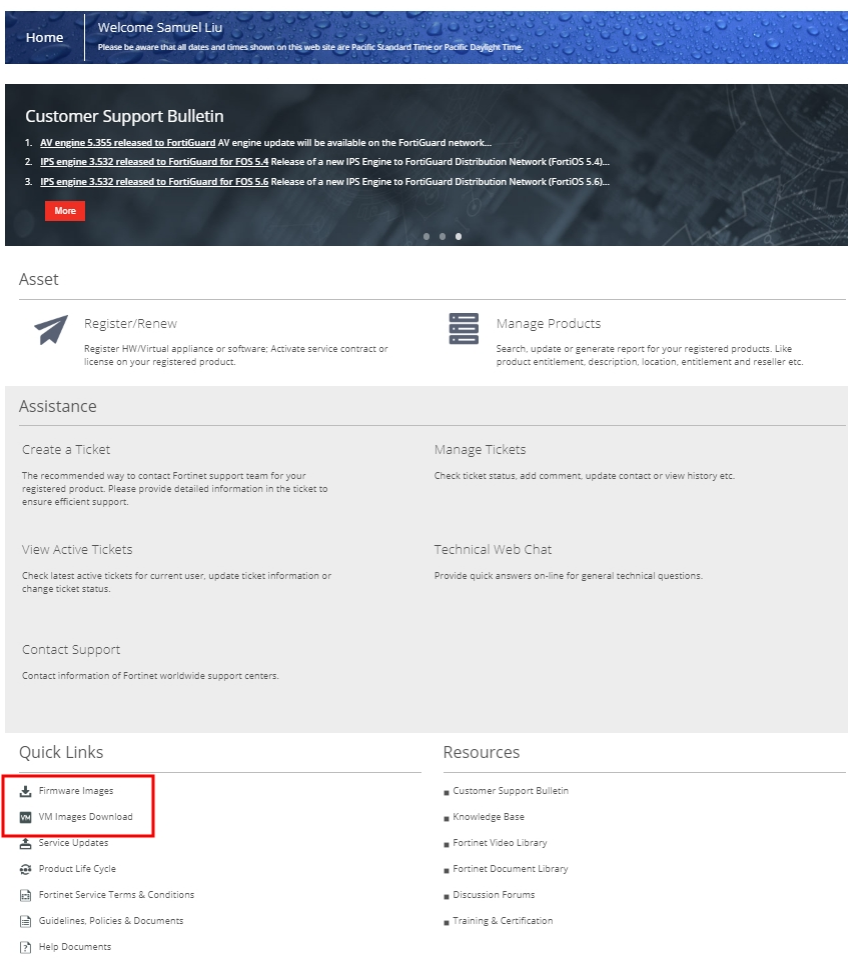 Home
Welcome Samuel Liu
Please be aware that all dates and times shown on this web site are Pacific Standard Time or Pacific Daylight Time.
Customer Support Bulletin
1. AV engine 5.355 released to FortiGuard AV engine update will be available on the FortiGuard network...
2. IPS engine 3.532 released to FortiGuard for FOS 5.4 Release of a new IPS Engine to FortiGuard Distribution Network (FortiOS 5.4)...
3. IPS engine 3.532 released to FortiGuard for FOS 5.6 Release of a new IPS Engine to FortiGuard Distribution Network (FortiOS 5.6)...
More
Asset
Register/Renew
Register HW/Virtual appliance or software; Activate service contract or
license on your registered product.
Manage Products
Search, update or generate report for your registered products. Like
product entitlement, description, location, entitlement and reseller etc.
Assistance
Create a Ticket
The recommended way to contact Fortinet support team for your
registered product. Please provide detailed information in the ticket to
ensure efficient support.
Manage Tickets
Check ticket status, add comment, update contact or view history etc.
View Active Tickets
Check latest active tickets for current user, update ticket information or
change ticket status.
Technical Web Chat
Provide quick answers on-line for general technical questions.
Contact Support
Contact information of Fortinet worldwide support centers.
Quick Links
Firmware Images
VM VM Images Download
Service Updates
Product Life Cycle
Fortinet Service Terms & Conditions
Guidelines, Policies & Documents
? Help Documents
Resources
Customer Support Bulletin
Knowledge Base
Fortinet Video Library
Fortinet Document Library
Discussion Forums
Training & Certification